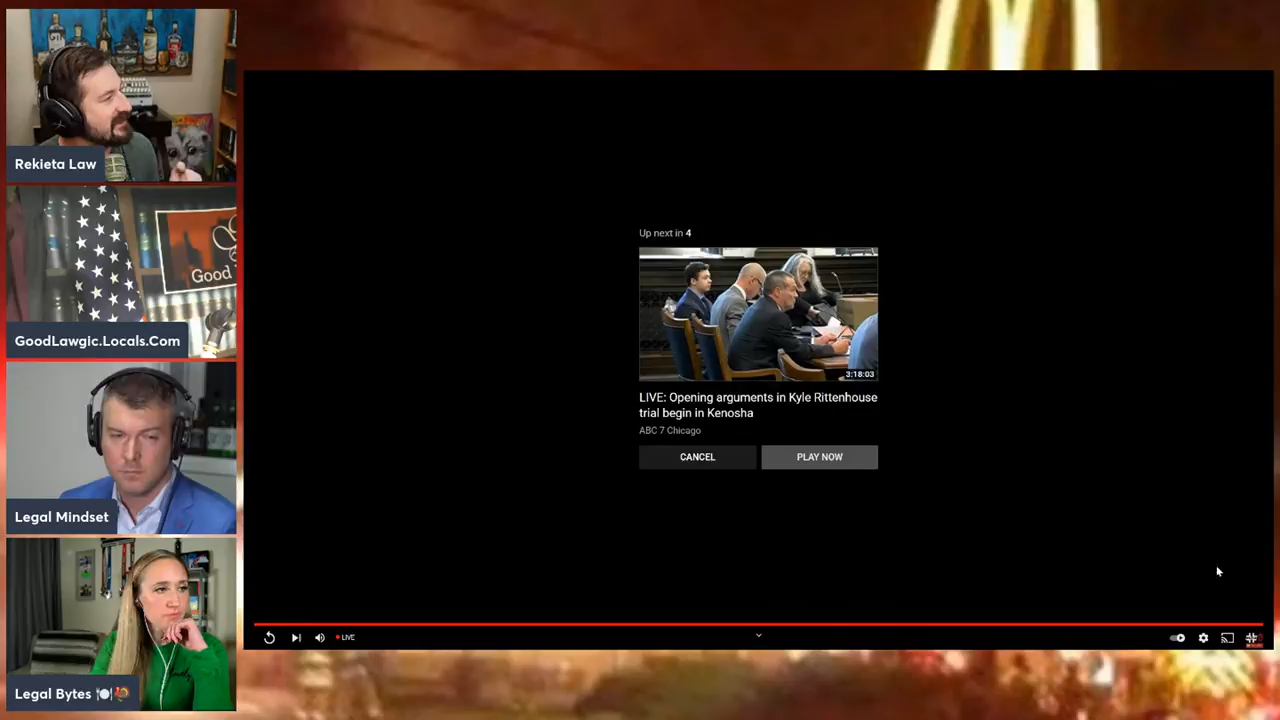 Rekieta Law
Good
GoodLawgic.Locals.Com
Legal Mindset
Legal Bytes 🍽️🦃
Up next in 4
3:18:03
LIVE: Opening arguments in Kyle Rittenhouse
trial begin in Kenosha
ABC 7 Chicago
CANCEL
PLAY NOW
LIVE